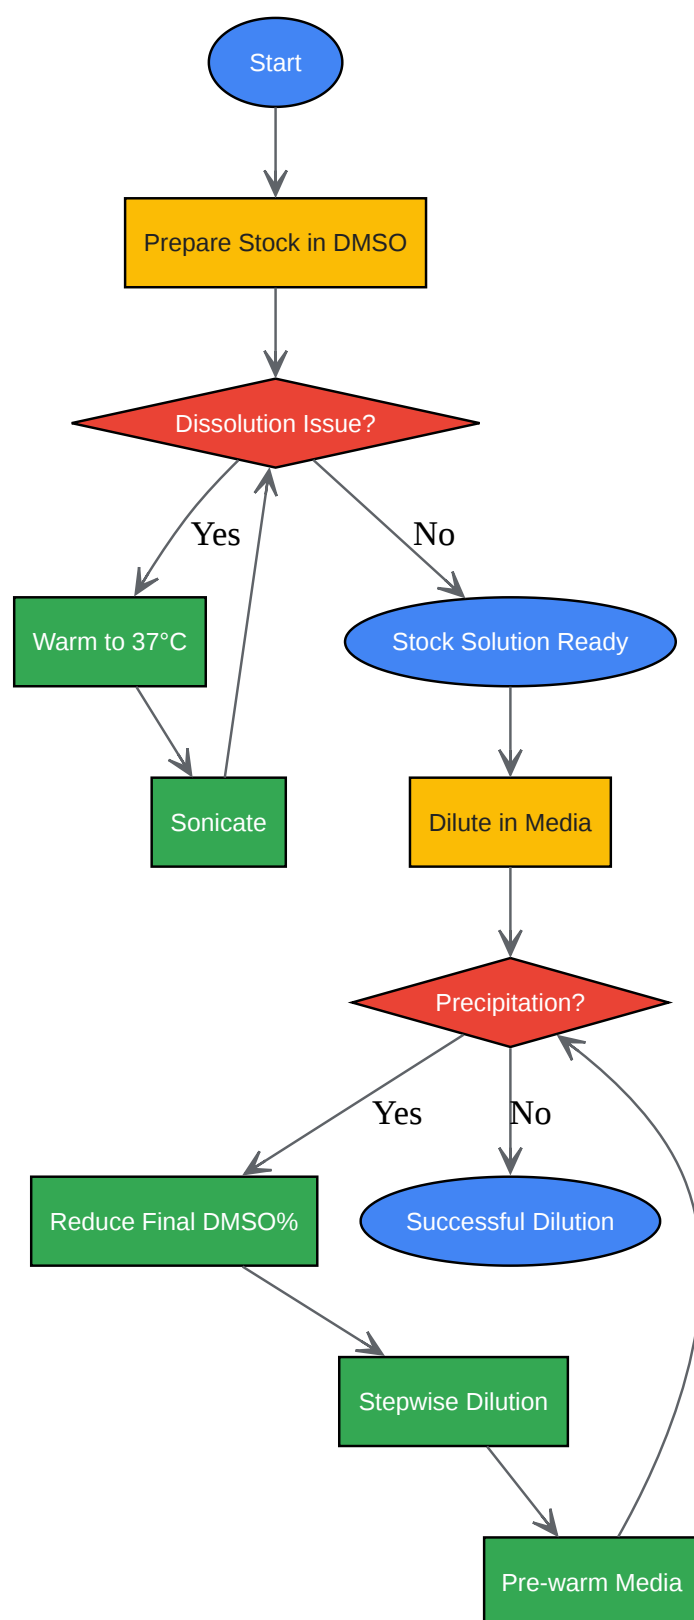 Start
Prepare Stock in DMSO
Dissolution Issue?
Yes
No
Warm to 37°C
Stock Solution Ready
Sonicate
Dilute in Media
Precipitation?
Yes
No
Reduce Final DMSO%
Successful Dilution
Stepwise Dilution
Pre-warm Media